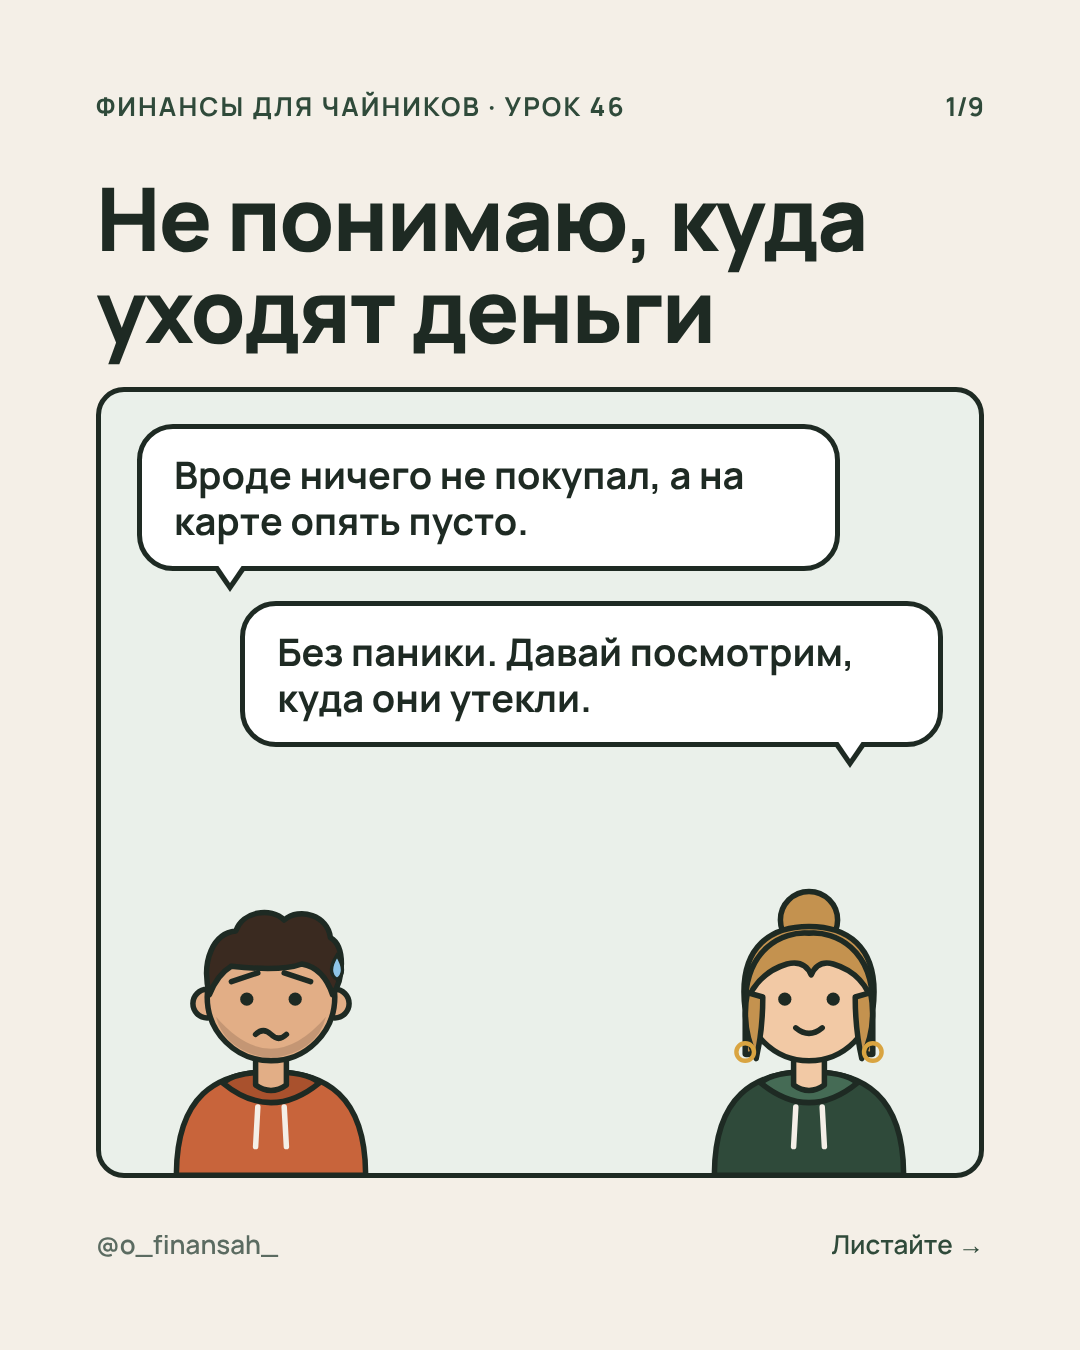 ФИНАНСЫ ДЛЯ ЧАЙНИКОВ · УРОК 46
1/9
Не понимаю, куда
уходят деньги
Вроде ничего не покупал, а на
карте опять пусто.
Без паники. Давай посмотрим,
куда они утекли.
@o_finansah_
Листайте →